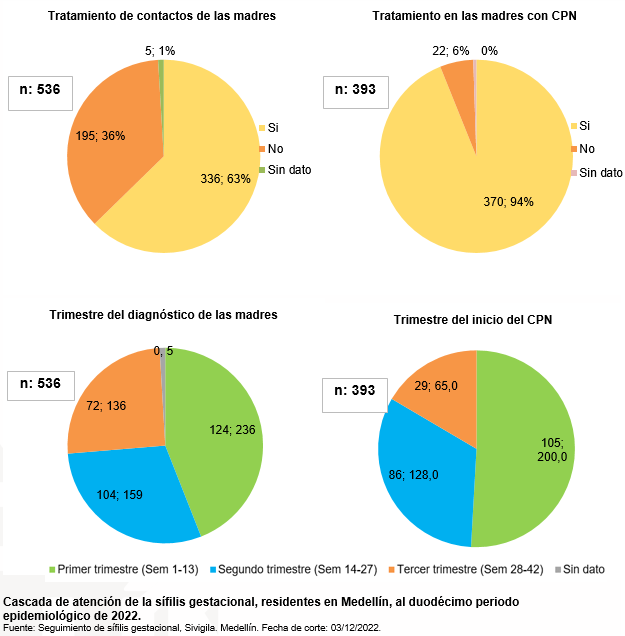 Tratamiento de contactos de las madres
n: 536
5; 1%
195; 36%
336; 63%
Si
No
Sin dato
Tratamiento en las madres con CPN
n: 393
22; 6%
0%
370; 94%
Si
No
Sin dato
Trimestre del diagnóstico de las madres
n: 536
0; 5
72; 136
124; 236
104; 159
Trimestre del inicio del CPN
n: 393
29; 65,0
105;
200,0
86; 128,0
Primer trimestre (Sem 1-13)
Segundo trimestre (Sem 14-27)
Tercer trimestre (Sem 28-42)
Sin dato
Cascada de atención de la sífilis gestacional, residentes en Medellín, al duodécimo periodo
epidemiológico de 2022.
Fuente: Seguimiento de sífilis gestacional, Sivigila. Medellín. Fecha de corte: 03/12/2022.